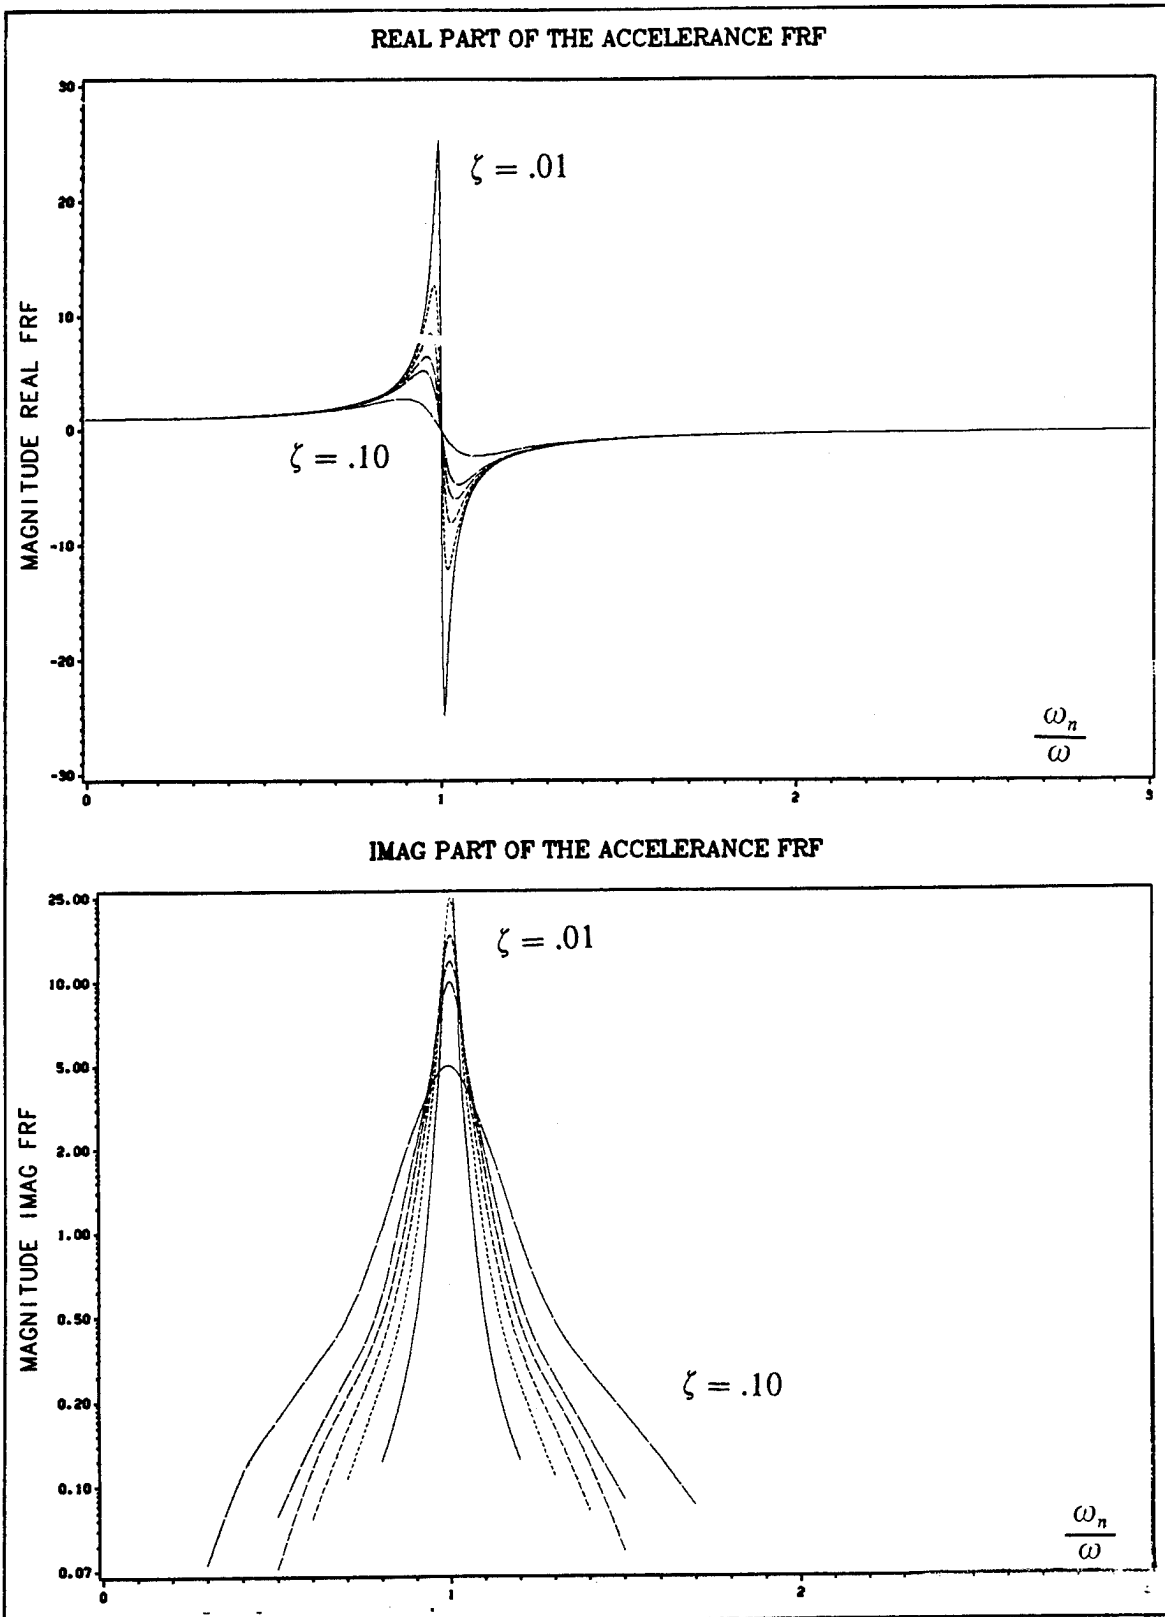 REAL PART OF THE ACCELERANCE FRF
30
20
10
0
-10
-20
-30
MAGNITUDE REAL FRF
ζ = .01
ζ = .10
ω_n
ω
0 1 2 3
IMAG PART OF THE ACCELERANCE FRF
25.00
10.00
5.00
2.00
1.00
0.50
0.20
0.10
0.07
MAGNITUDE IMAG FRF
ζ = .01
ζ = .10
ω_n
ω
0 1 2